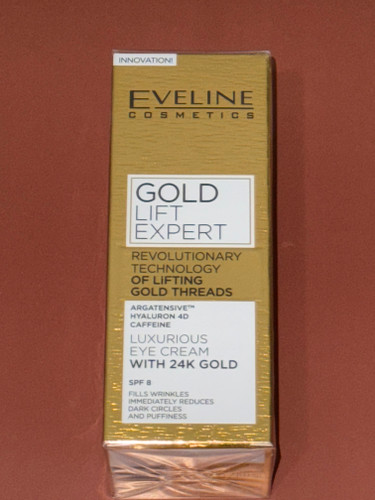 INNOVATION!
EVELINE
COSMETICS
GOLD
LIFT
EXPERT
REVOLUTIONARY
TECHNOLOGY
OF LIFTING
GOLD THREADS
ARGATENSIVE™
HYALURON 4D
CAFFEINE
LUXURIOUS
EYE CREAM
WITH 24K GOLD
SPF 8
FILLS WRINKLES
IMMEDIATELY REDUCES
DARK CIRCLES
AND PUFFINESS